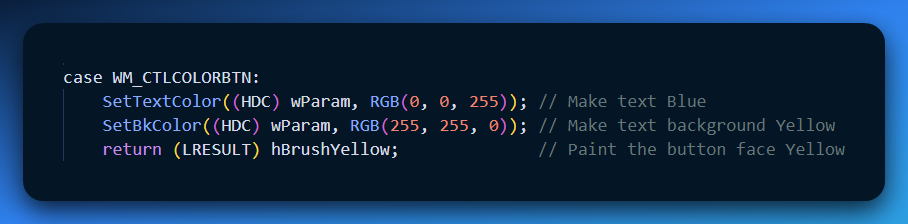 case WM_CTLCOLORBTN:
    SetTextColor((HDC) wParam, RGB(0, 0, 255)); // Make text Blue
    SetBkColor((HDC) wParam, RGB(255, 255, 0)); // Make text background Yellow
    return (LRESULT) hBrushYellow;              // Paint the button face Yellow